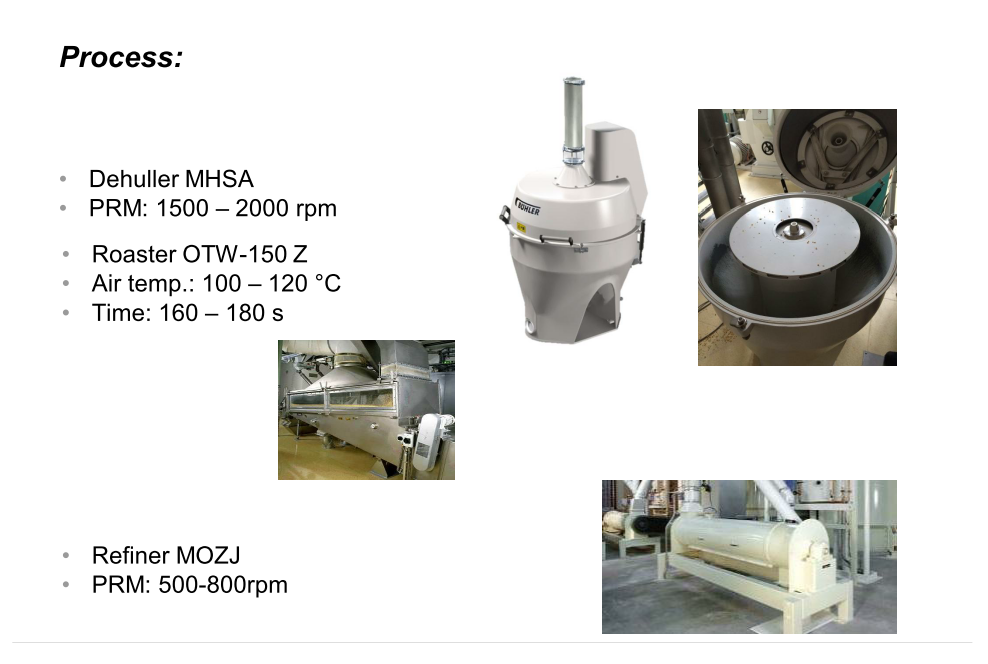 Process:
Dehuller MHSA
PRM: 1500 – 2000 rpm
BÜHLER
Roaster OTW-150 Z
Air temp.: 100 – 120 °C
Time: 160 – 180 s
Refiner MOZJ
PRM: 500-800rpm